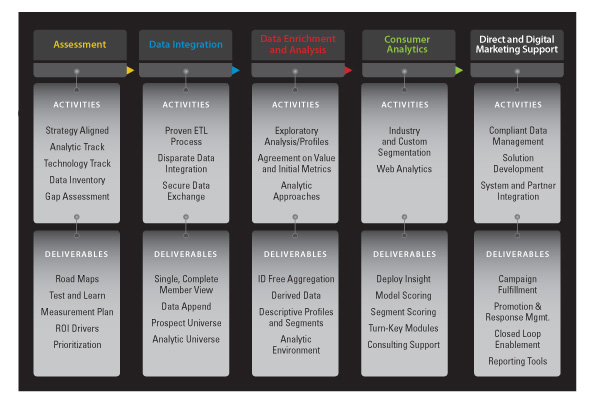 Assessment
Data Integration
Data Enrichment
and Analysis
Consumer
Analytics
Direct and Digital
Marketing Support
ACTIVITIES
Strategy Aligned
Analytic Track
Technology Track
Data Inventory
Gap Assessment
ACTIVITIES
Proven ETL
Process
Disparate Data
Integration
Secure Data
Exchange
ACTIVITIES
Exploratory
Analysis/Profiles
Agreement on Value
and Initial Metrics
Analytic
Approaches
ACTIVITIES
Industry
and Custom
Segmentation
Web Analytics
ACTIVITIES
Compliant Data
Management
Solution
Development
System and Partner
Integration
DELIVERABLES
Road Maps
Test and Learn
Measurement Plan
ROI Drivers
Prioritization
DELIVERABLES
Single, Complete
Member View
Data Append
Prospect Universe
Analytic Universe
DELIVERABLES
ID Free Aggregation
Derived Data
Descriptive Profiles
and Segments
Analytic
Environment
DELIVERABLES
Deploy Insight
Model Scoring
Segment Scoring
Turn-Key Modules
Consulting Support
DELIVERABLES
Campaign
Fulfillment
Promotion &
Response Mgmt.
Closed Loop
Enablement
Reporting Tools